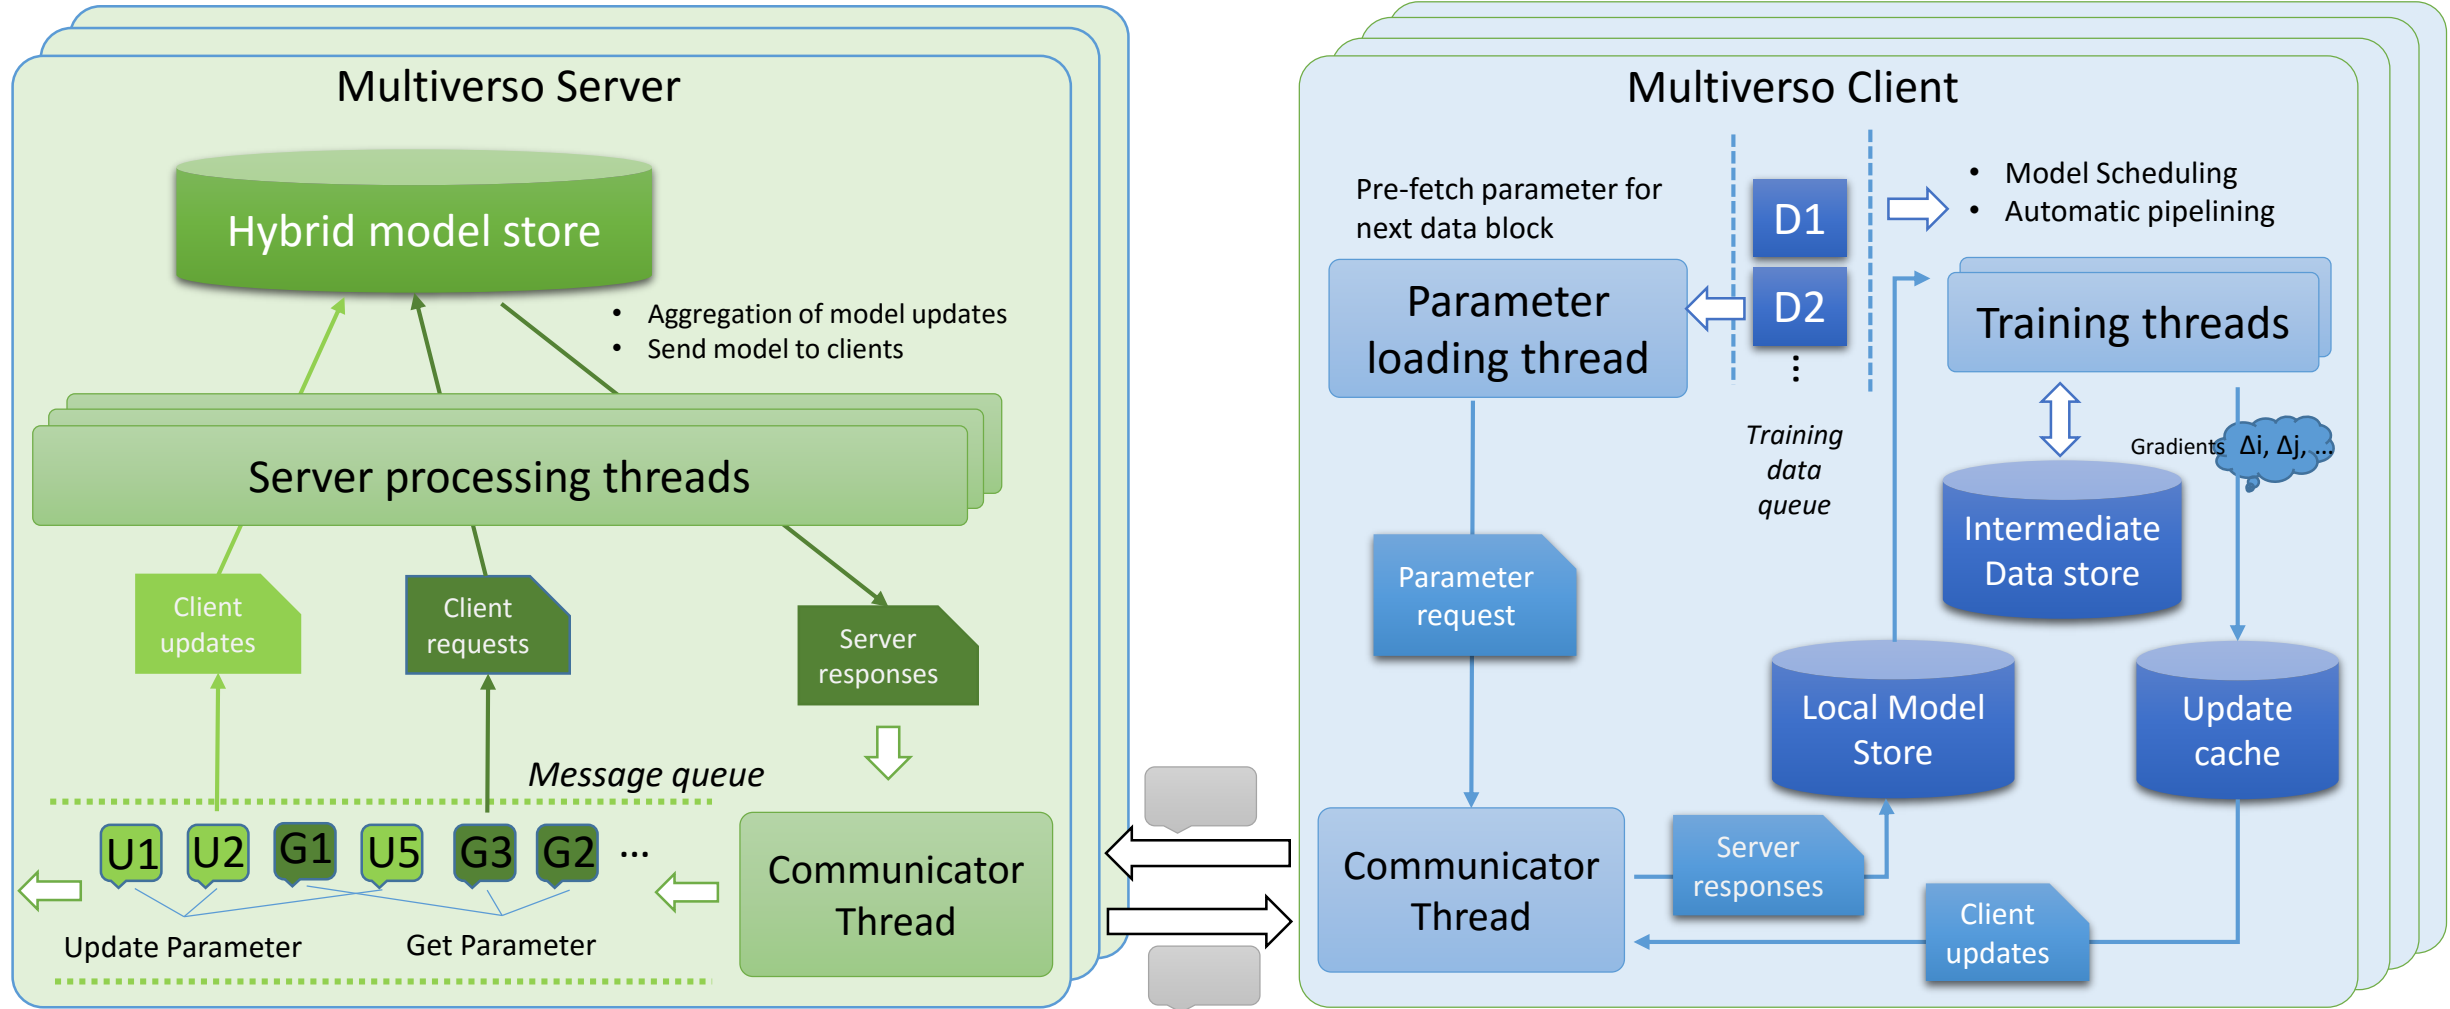 Multiverso Server
Hybrid model store
• Aggregation of model updates
• Send model to clients
Server processing threads
Client
updates
Client
requests
Server
responses
Message queue
U1 U2 G1 U5 G3 G2 ...
Update Parameter
Get Parameter
Communicator
Thread
Multiverso Client
Pre-fetch parameter for
next data block
D1
D2
⋮
• Model Scheduling
• Automatic pipelining
Parameter
loading thread
Training threads
Training
data
queue
Gradients Δi, Δj, ...
Intermediate
Data store
Parameter
request
Local Model
Store
Update
cache
Communicator
Thread
Server
responses
Client
updates